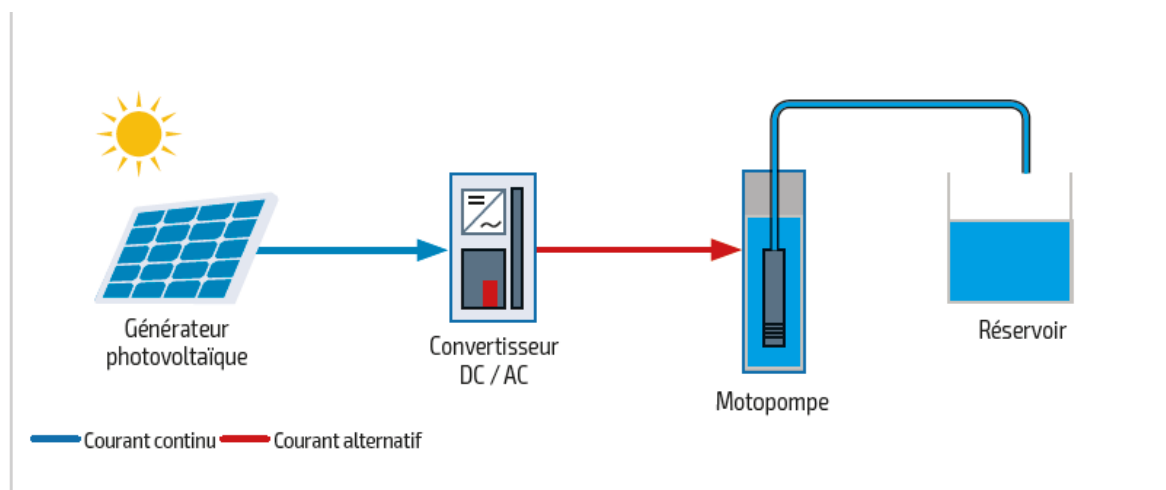 Générateur
photovoltaïque
Convertisseur
DC / AC
Motopompe
Réservoir
Courant continu
Courant alternatif